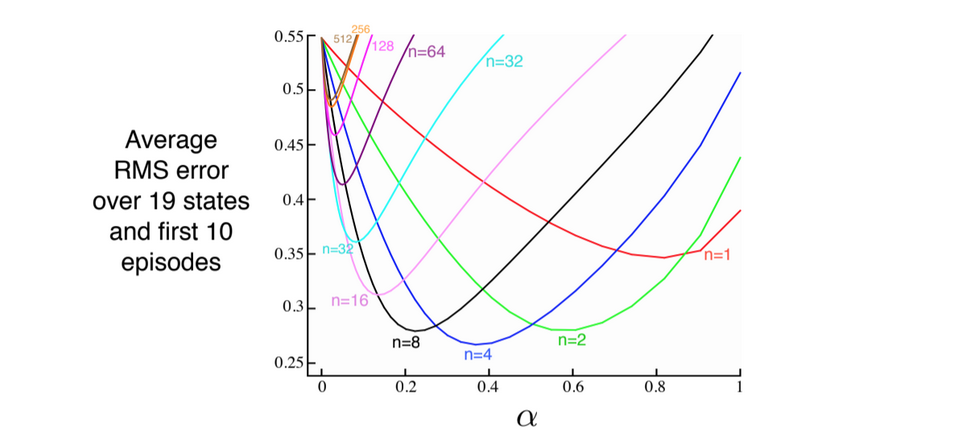 Average
RMS error
over 19 states
and first 10
episodes
0.55
0.5
0.45
0.4
0.35
0.3
0.25
512
256
128
n=64
n=32
n=32
n=16
n=8
n=4
n=2
n=1
0 0.2 0.4 0.6 0.8 1
α